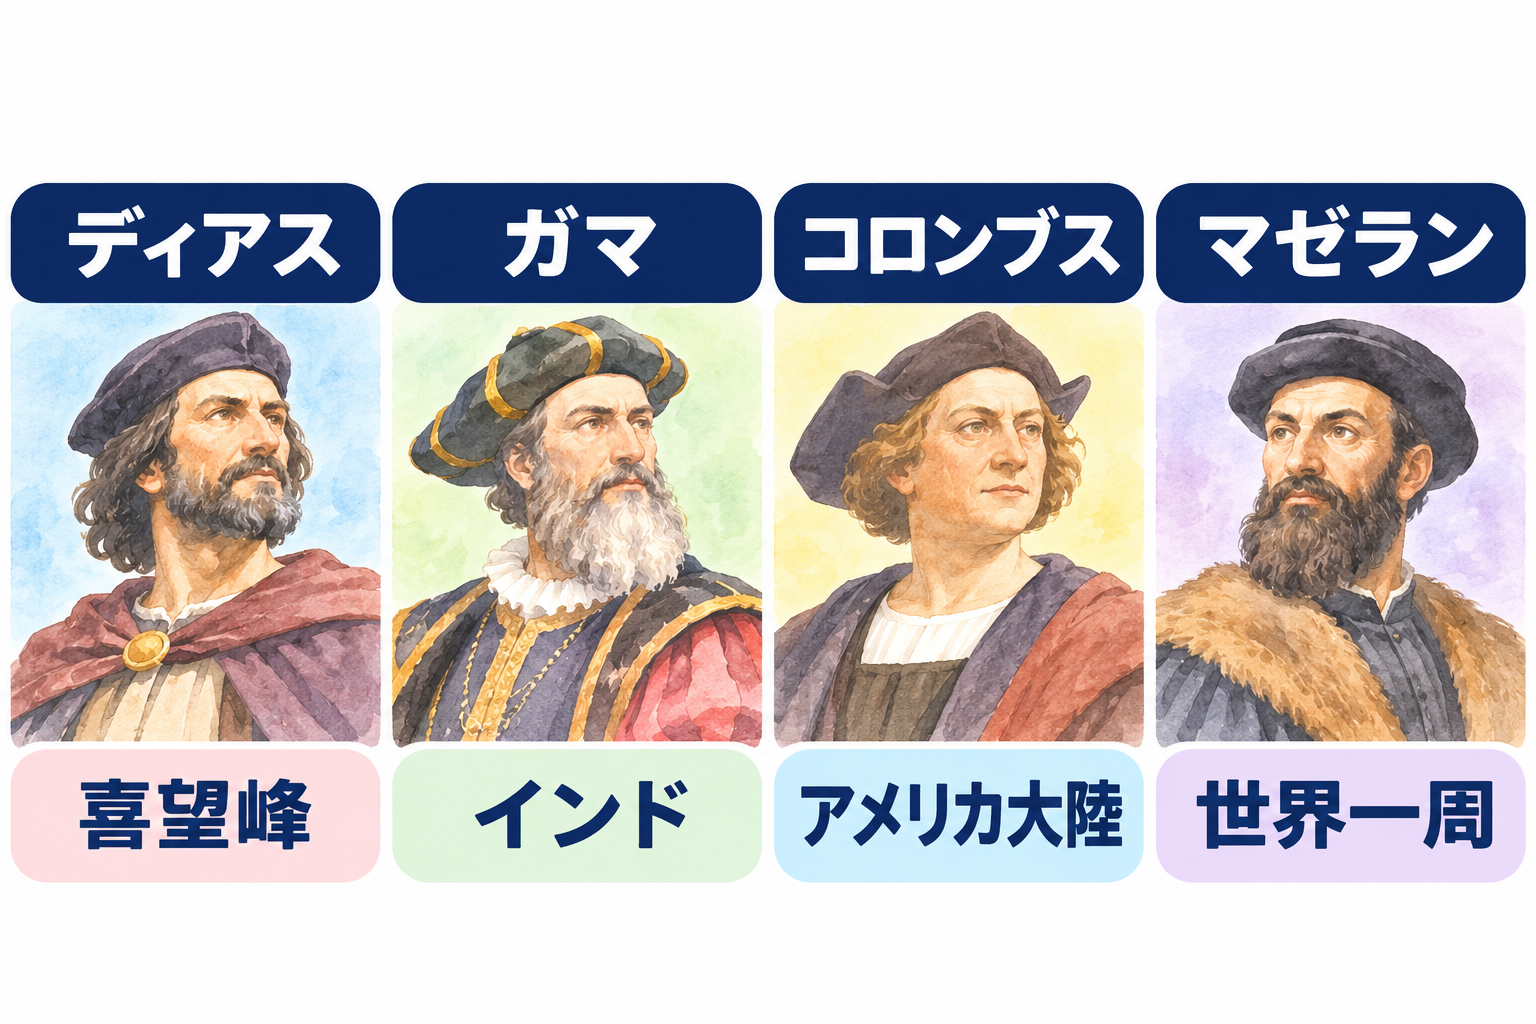 ディアス
ガマ
コロンブス
マゼラン
喜望峰
インド
アメリカ大陸
世界一周